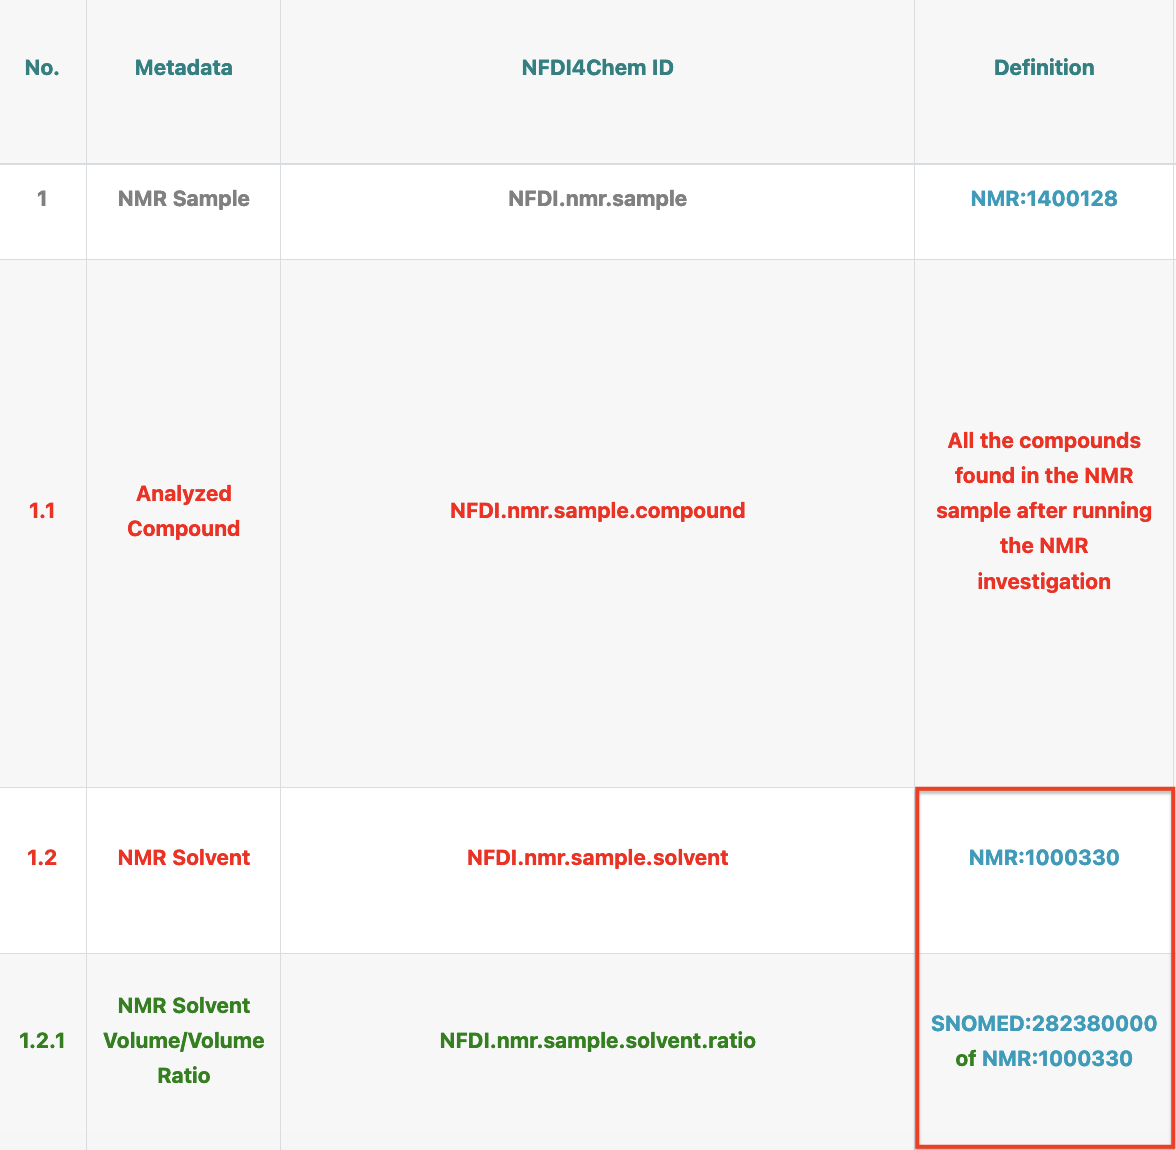 No.
Metadata
NFDI4Chem ID
Definition
1
NMR Sample
NFDI.nmr.sample
NMR:1400128
1.1
Analyzed
Compound
NFDI.nmr.sample.compound
All the compounds
found in the NMR
sample after running
the NMR
investigation
1.2
NMR Solvent
NFDI.nmr.sample.solvent
NMR:1000330
1.2.1
NMR Solvent
Volume/Volume
Ratio
NFDI.nmr.sample.solvent.ratio
SNOMED:282380000
of NMR:1000330